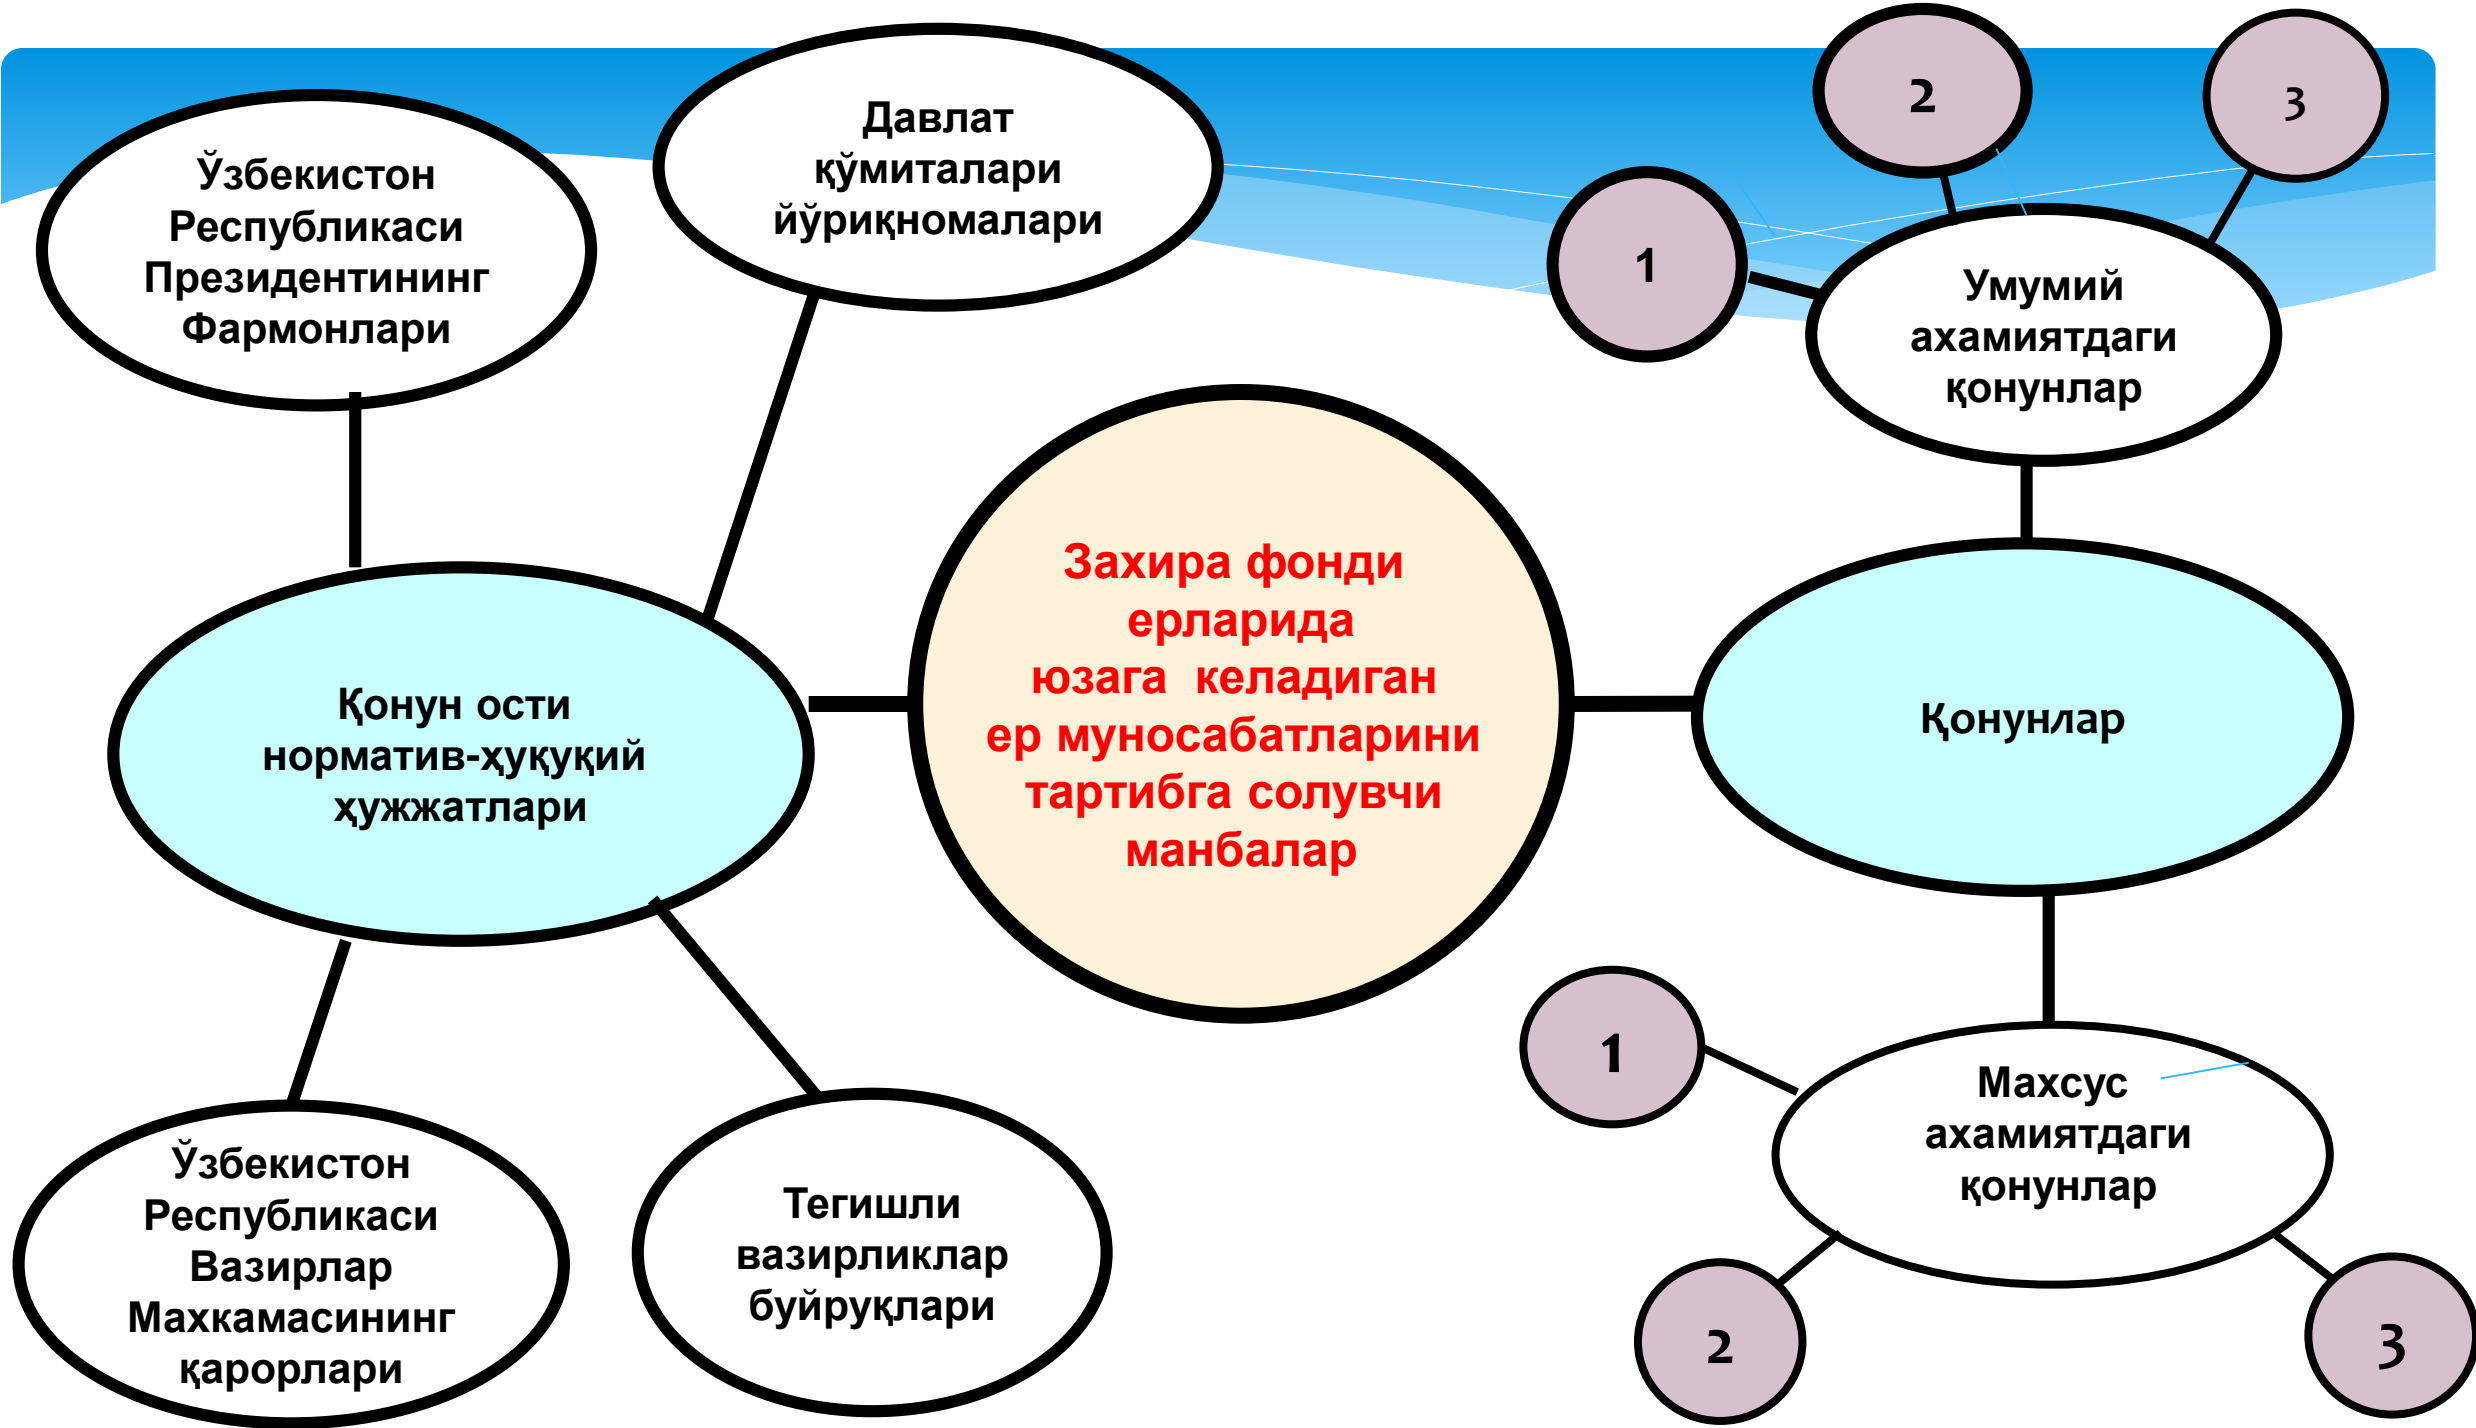 Ўзбекистон
Республикаси
Президентининг
Фармонлари
Давлат
қўмиталари
йўриқномалари
2
3
1
Умумий
ахамиятдаги
қонунлар
Захира фонди
ерларида
юзага келадиган
ер муносабатларини
тартибга солувчи
манбалар
Қонун ости
норматив-ҳуқуқий
ҳужжатлари
Қонунлар
1
Махсус
ахамиятдаги
қонунлар
2
3
Ўзбекистон
Республикаси
Вазирлар
Махкамасининг
қарорлари
Тегишли
вазирликлар
буйруқлари